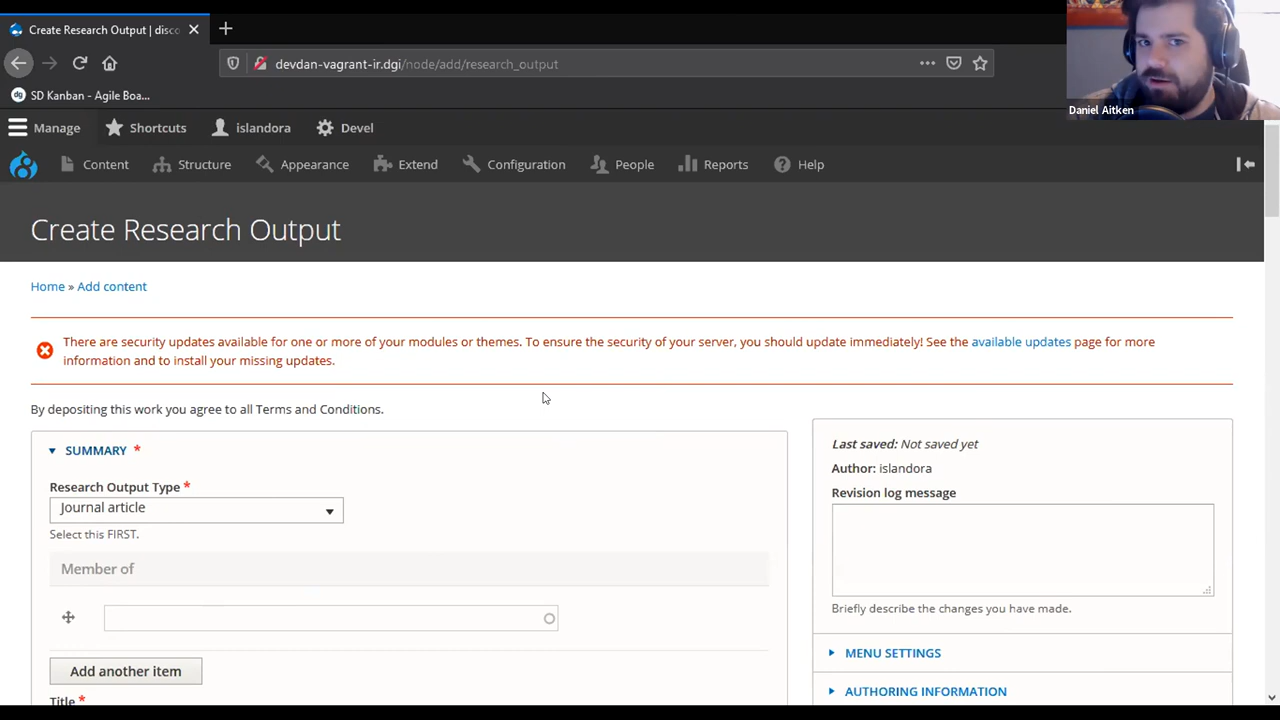 Create Research Output | disco
devdan-vagrant-ir.dgi/node/add/research_output
SD Kanban - Agile Boa...
Daniel Aitken
Manage Shortcuts islandora Devel
Content Structure Appearance Extend Configuration People Reports Help
Create Research Output
Home » Add content
There are security updates available for one or more of your modules or themes. To ensure the security of your server, you should update immediately! See the available updates page for more
information and to install your missing updates.
By depositing this work you agree to all Terms and Conditions.
SUMMARY *
Research Output Type *
Journal article
Select this FIRST.
Member of
Add another item
Title *
Last saved: Not saved yet
Author: islandora
Revision log message
Briefly describe the changes you have made.
MENU SETTINGS
AUTHORING INFORMATION